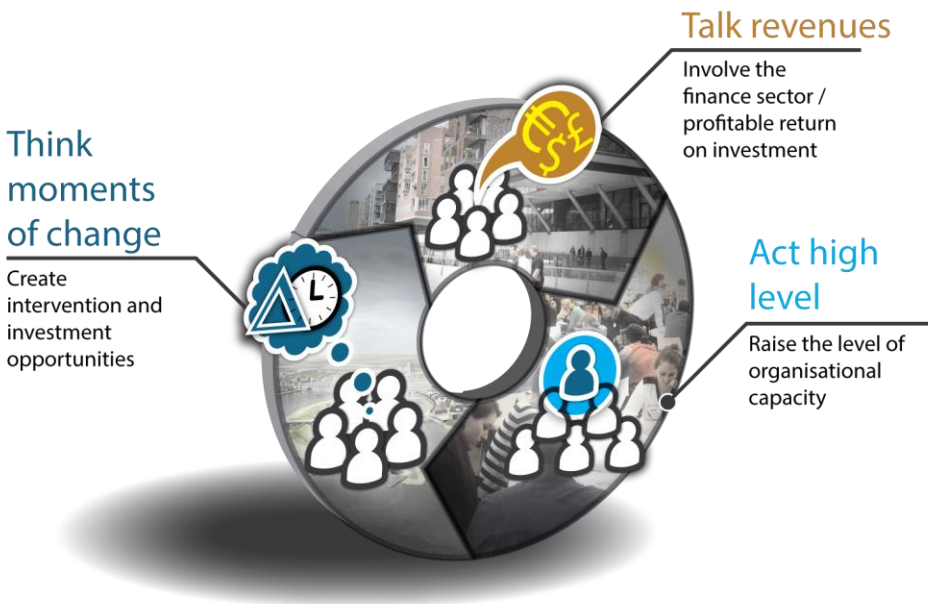 Talk revenues
Involve the
finance sector /
profitable return
on investment
Think
moments
of change
Create
intervention and
investment
opportunities
Act high
level
Raise the level of
organisational
capacity
€
$
£